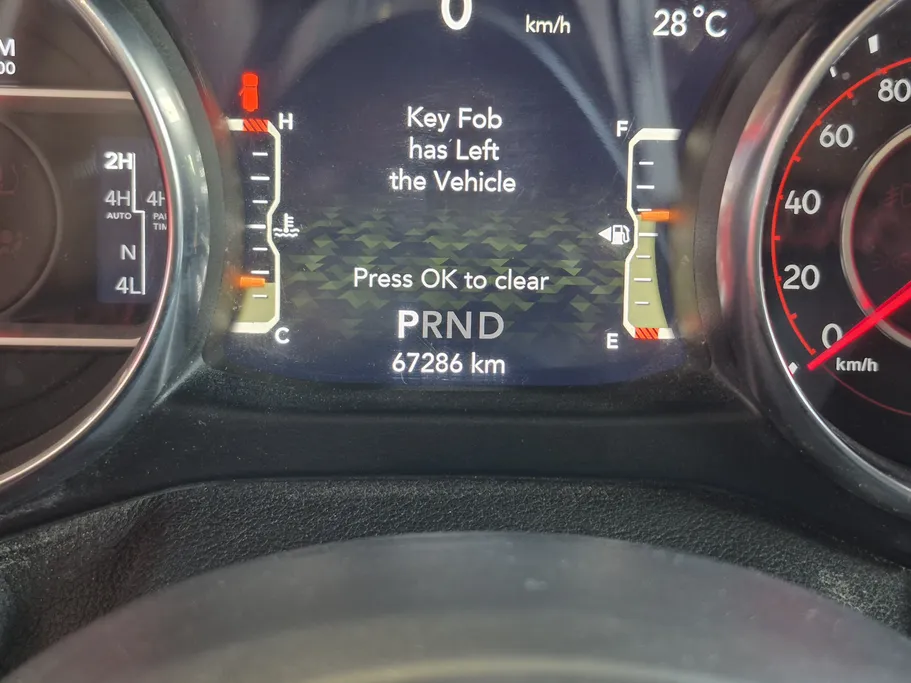 0 km/h
28°C
H
F
Key Fob
has Left
the Vehicle
2H
4H
AUTO
N
4L
C
E
Press OK to clear
PRND
67286 km
80
60
40
20
0
km/h